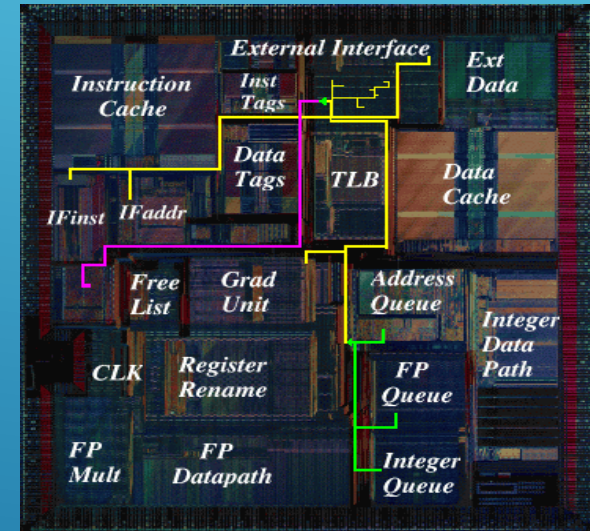 External Interface
Instruction
Cache
Inst
Tags
Ext
Data
Data
Tags
TLB
Data
Cache
IFinst
IFaddr
Free
List
Grad
Unit
Address
Queue
Integer
Data
Path
CLK
Register
Rename
FP
Queue
FP
Mult
FP
Datapath
Integer
Queue